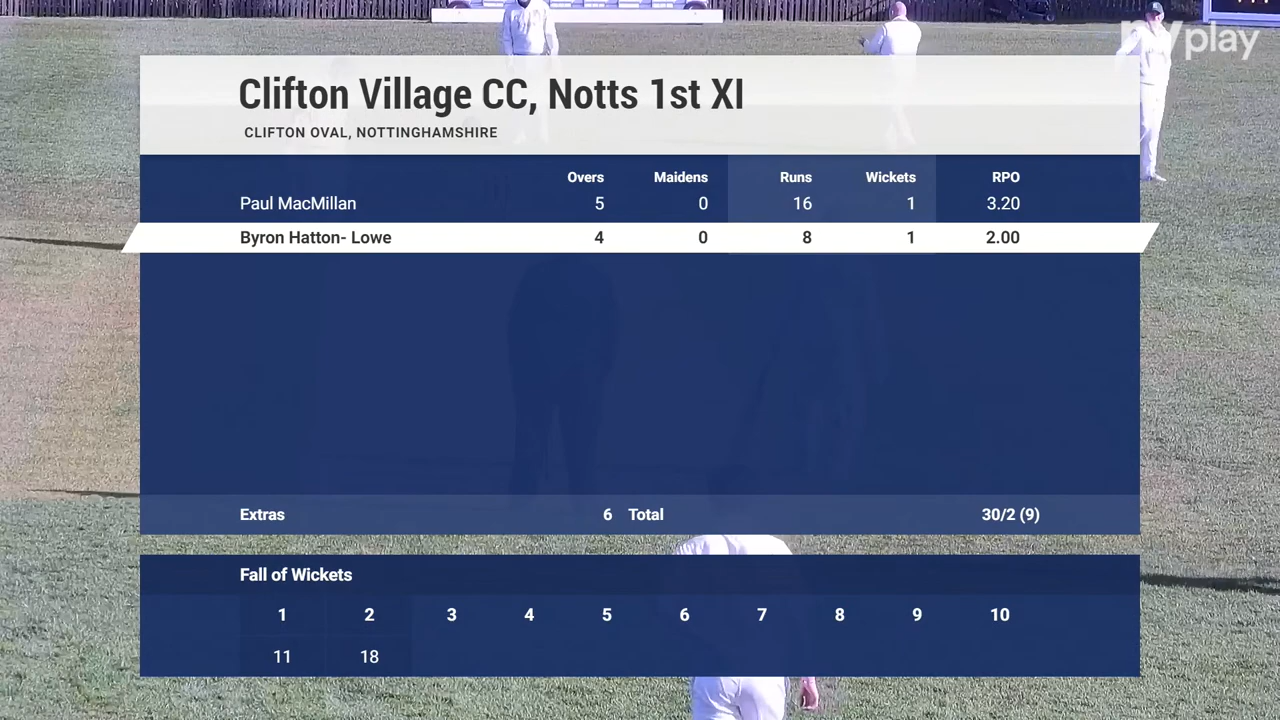 myplay
Clifton Village CC, Notts 1st XI
CLIFTON OVAL, NOTTINGHAMSHIRE
Overs Maidens Runs Wickets RPO
Paul MacMillan 5 0 16 1 3.20
Byron Hatton- Lowe 4 0 8 1 2.00
Extras 6 Total 30/2 (9)
Fall of Wickets
1 2 3 4 5 6 7 8 9 10
11 18